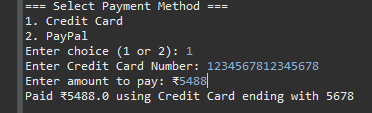 === Select Payment Method ===
1. Credit Card
2. PayPal
Enter choice (1 or 2): 1
Enter Credit Card Number: 1234567812345678
Enter amount to pay: ₹5488
Paid ₹5488.0 using Credit Card ending with 5678